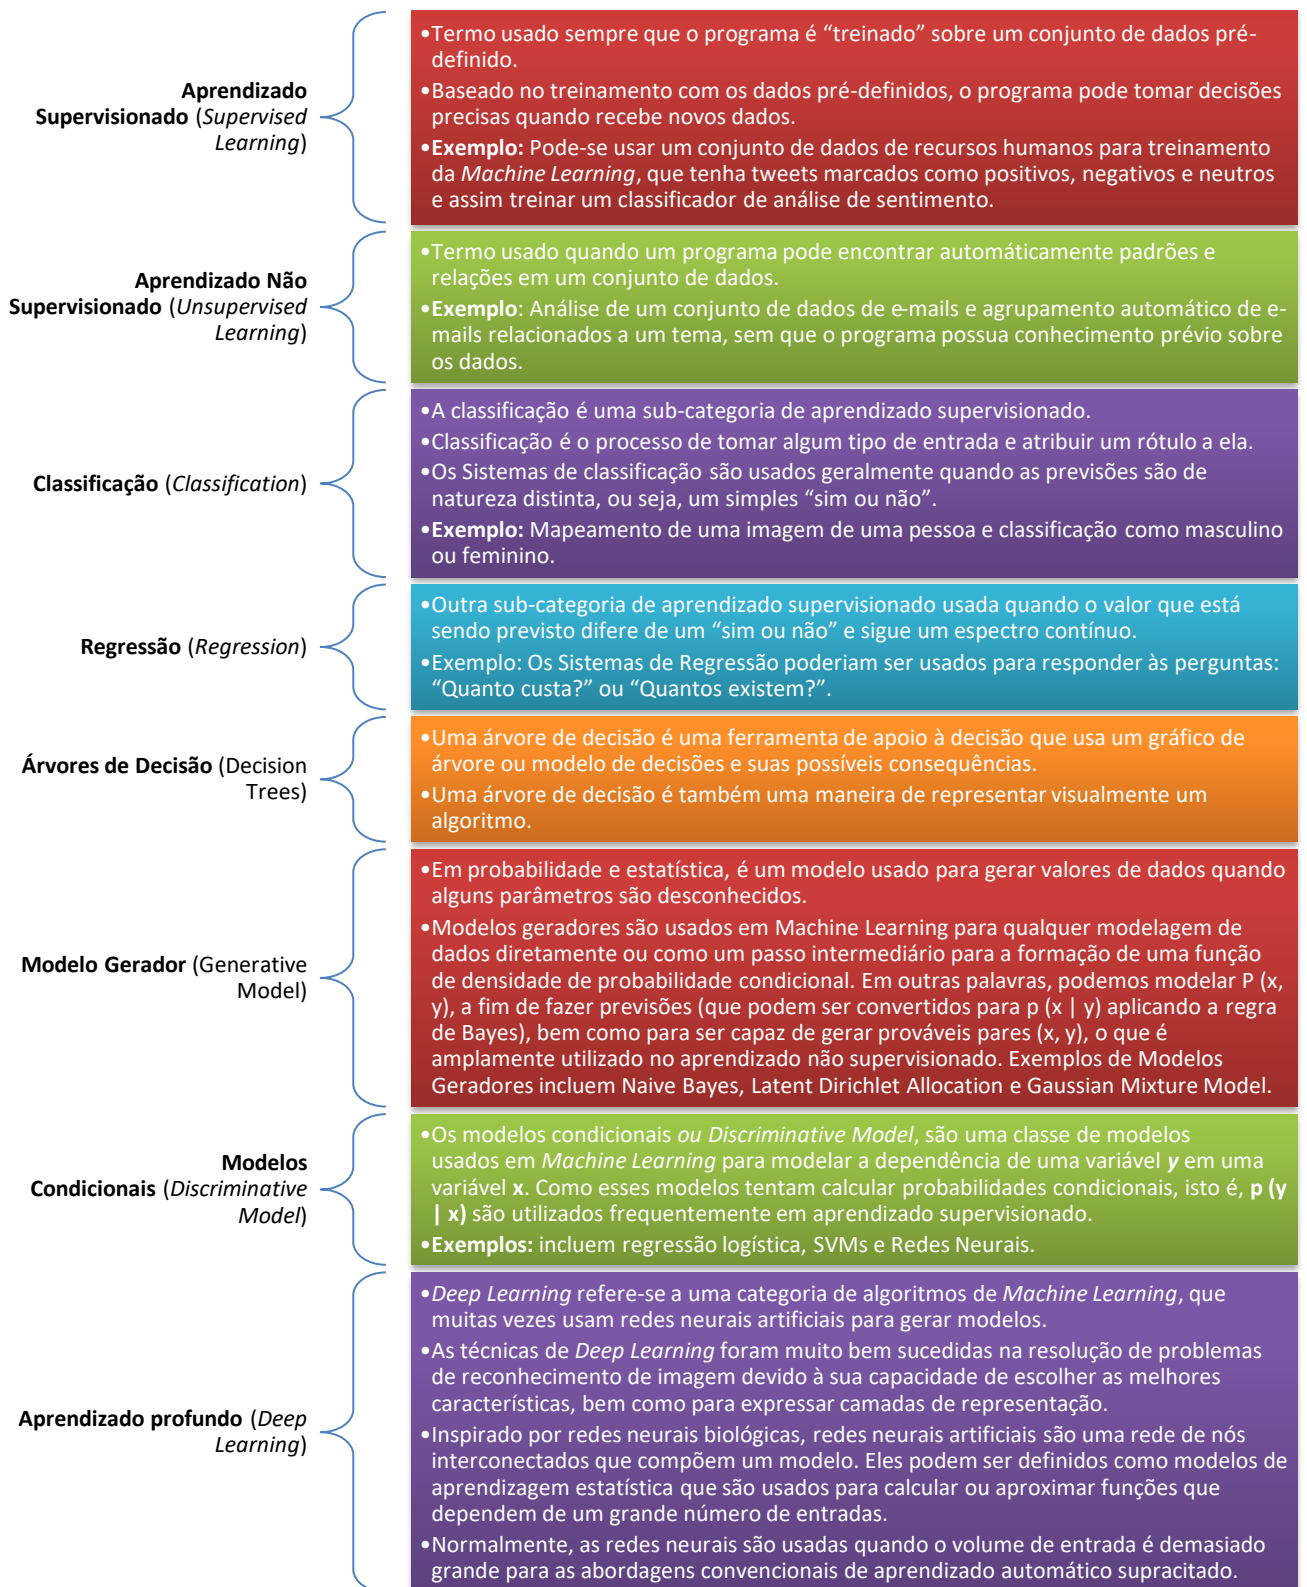 Aprendizado
Supervisionado (Supervised
Learning)
•Termo usado sempre que o programa é “treinado” sobre um conjunto de dados pré-
definido.
•Baseado no treinamento com os dados pré-definidos, o programa pode tomar decisões
precisas quando recebe novos dados.
•Exemplo: Pode-se usar um conjunto de dados de recursos humanos para treinamento
da Machine Learning, que tenha tweets marcados como positivos, negativos e neutros
e assim treinar um classificador de análise de sentimento.
Aprendizado Não
Supervisionado (Unsupervised
Learning)
•Termo usado quando um programa pode encontrar automáticamente padrões e
relações em um conjunto de dados.
•Exemplo: Análise de um conjunto de dados de e-mails e agrupamento automático de e-
mails relacionados a um tema, sem que o programa possua conhecimento prévio sobre
os dados.
Classificação (Classification)
•A classificação é uma sub-categoria de aprendizado supervisionado.
•Classificação é o processo de tomar algum tipo de entrada e atribuir um rótulo a ela.
•Os Sistemas de classificação são usados geralmente quando as previsões são de
natureza distinta, ou seja, um simples “sim ou não”.
•Exemplo: Mapeamento de uma imagem de uma pessoa e classificação como masculino
ou feminino.
Regressão (Regression)
•Outra sub-categoria de aprendizado supervisionado usada quando o valor que está
sendo previsto difere de um “sim ou não” e sigue um espectro contínuo.
•Exemplo: Os Sistemas de Regressão poderiam ser usados para responder às perguntas:
“Quanto custa?” ou “Quantos existem?”.
Árvores de Decisão (Decision
Trees)
•Uma árvore de decisão é uma ferramenta de apoio à decisão que usa um gráfico de
árvore ou modelo de decisões e suas possíveis consequências.
•Uma árvore de decisão é também uma maneira de representar visualmente um
algoritmo.
Modelo Gerador (Generative
Model)
•Em probabilidade e estatística, é um modelo usado para gerar valores de dados quando
alguns parâmetros são desconhecidos.
•Modelos geradores são usados em Machine Learning para qualquer modelagem de
dados diretamente ou como um passo intermediário para a formação de uma função
de densidade de probabilidade condicional. Em outras palavras, podemos modelar P (x,
y), a fim de fazer previsões (que podem ser convertidos para p (x | y) aplicando a regra
de Bayes), bem como para ser capaz de gerar prováveis pares (x, y), o que é
amplamente utilizado no aprendizado não supervisionado. Exemplos de Modelos
Geradores incluem Naive Bayes, Latent Dirichlet Allocation e Gaussian Mixture Model.
Modelos
Condicionais (Discriminative
Model)
•Os modelos condicionais ou Discriminative Model, são uma classe de modelos
usados em Machine Learning para modelar a dependência de uma variável y em uma
variável x. Como esses modelos tentam calcular probabilidades condicionais, isto é, p (y
| x) são utilizados frequentemente em aprendizado supervisionado.
•Exemplos: incluem regressão logística, SVMs e Redes Neurais.
Aprendizado profundo (Deep
Learning)
•Deep Learning refere-se a uma categoria de algoritmos de Machine Learning, que
muitas vezes usam redes neurais artificiais para gerar modelos.
•As técnicas de Deep Learning foram muito bem sucedidas na resolução de problemas
de reconhecimento de imagem devido à sua capacidade de escolher as melhores
características, bem como para expressar camadas de representação.
•Inspirado por redes neurais biológicas, redes neurais artificiais são uma rede de nós
interconectados que compõem um modelo. Eles podem ser definidos como modelos de
aprendizagem estatística que são usados para calcular ou aproximar funções que
dependem de um grande número de entradas.
•Normalmente, as redes neurais são usadas quando o volume de entrada é demasiado
grande para as abordagens convencionais de aprendizado automático supracitado.